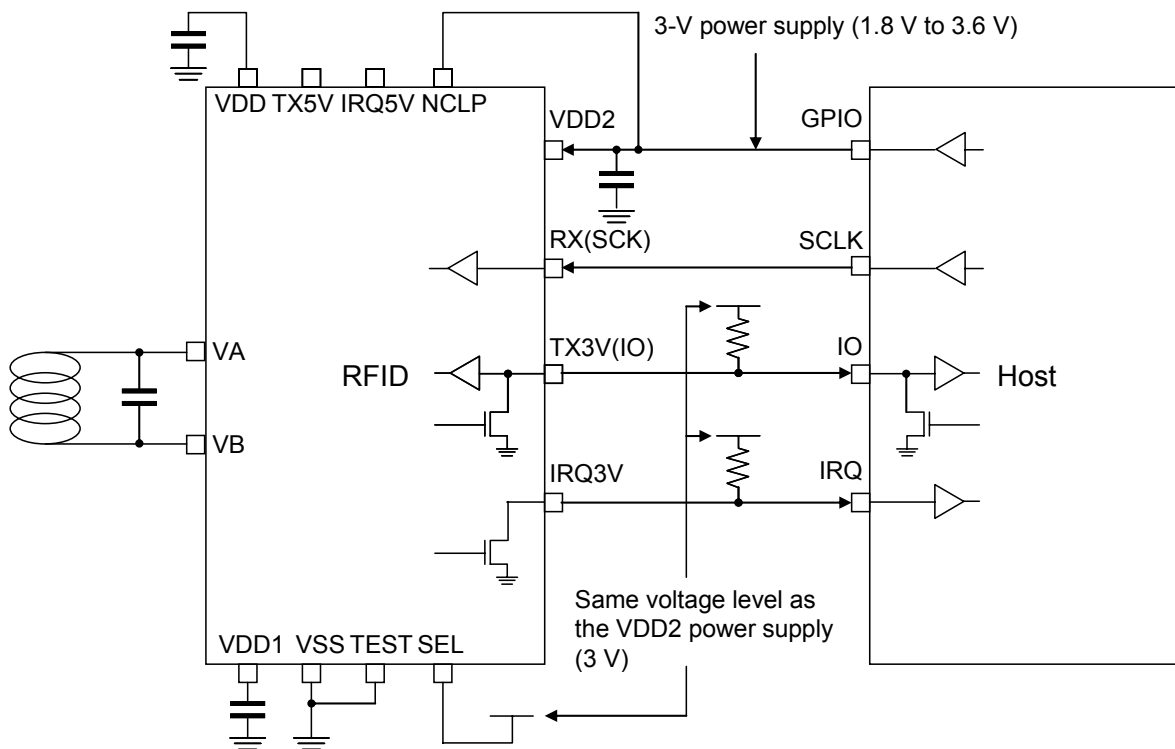 3-V power supply (1.8 V to 3.6 V)
VDD TX5V IRQ5V NCLP
VDD2
GPIO
RX(SCK)
SCLK
VA
TX3V(IO)
IO
RFID
Host
VB
IRQ3V
IRQ
Same voltage level as
the VDD2 power supply
(3 V)
VDD1 VSS TEST SEL